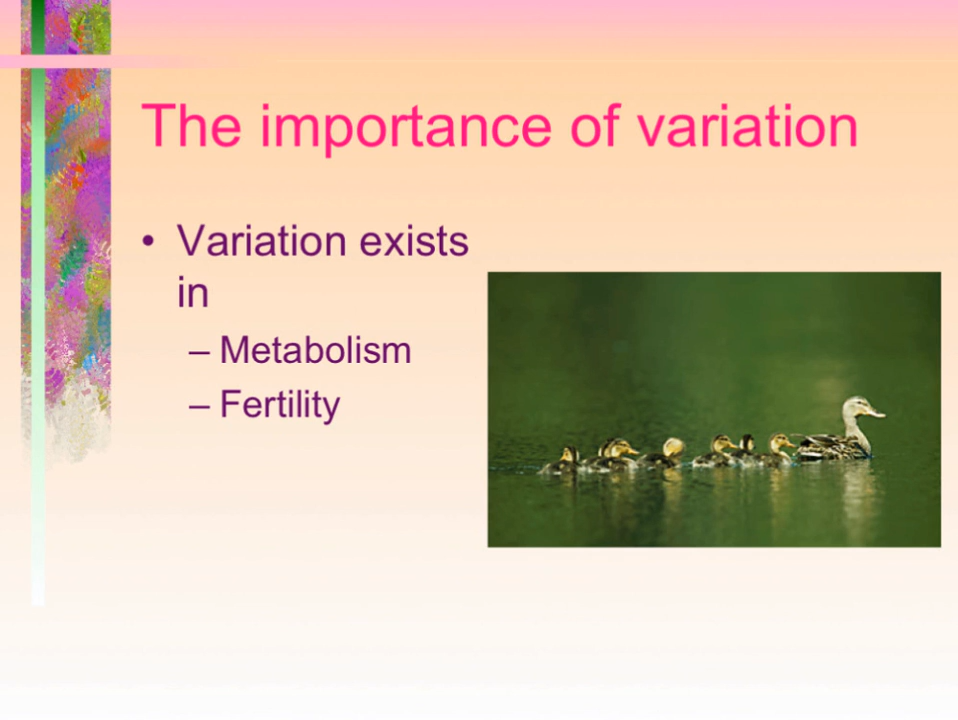 The importance of variation
• Variation exists
in
– Metabolism
– Fertility